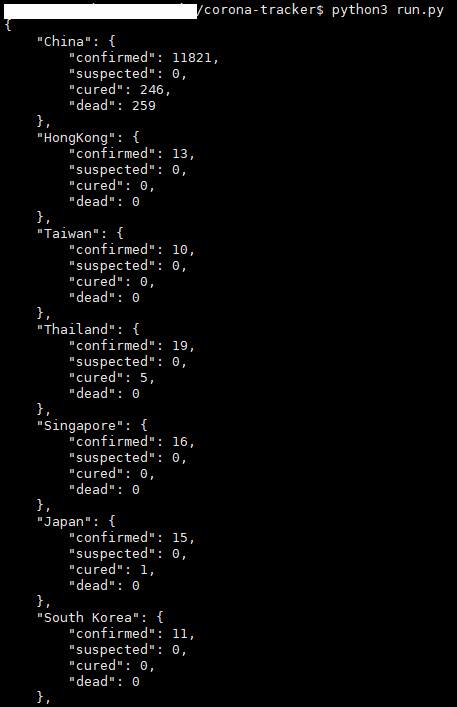 /corona-tracker$ python3 run.py
{
    "China": {
        "confirmed": 11821,
        "suspected": 0,
        "cured": 246,
        "dead": 259
    },
    "HongKong": {
        "confirmed": 13,
        "suspected": 0,
        "cured": 0,
        "dead": 0
    },
    "Taiwan": {
        "confirmed": 10,
        "suspected": 0,
        "cured": 0,
        "dead": 0
    },
    "Thailand": {
        "confirmed": 19,
        "suspected": 0,
        "cured": 5,
        "dead": 0
    },
    "Singapore": {
        "confirmed": 16,
        "suspected": 0,
        "cured": 0,
        "dead": 0
    },
    "Japan": {
        "confirmed": 15,
        "suspected": 0,
        "cured": 1,
        "dead": 0
    },
    "South Korea": {
        "confirmed": 11,
        "suspected": 0,
        "cured": 0,
        "dead": 0
    },